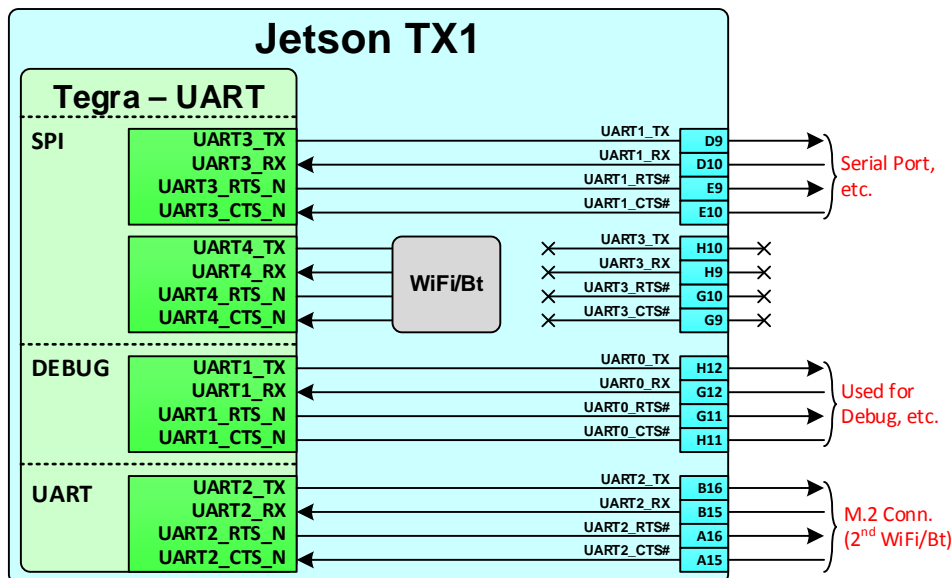 Jetson TX1
Tegra – UART
SPI
UART3_TX
UART3_RX
UART3_RTS_N
UART3_CTS_N
UART1_TX
UART1_RX
UART1_RTS#
UART1_CTS#
D9
D10
E9
E10
Serial Port,
etc.
UART4_TX
UART4_RX
UART4_RTS_N
UART4_CTS_N
WiFi/Bt
UART3_TX
UART3_RX
UART3_RTS#
UART3_CTS#
H10
H9
G10
G9
DEBUG
UART1_TX
UART1_RX
UART1_RTS_N
UART1_CTS_N
UART0_TX
UART0_RX
UART0_RTS#
UART0_CTS#
H12
G12
G11
H11
Used for
Debug, etc.
UART
UART2_TX
UART2_RX
UART2_RTS_N
UART2_CTS_N
UART2_TX
UART2_RX
UART2_RTS#
UART2_CTS#
B16
B15
A16
A15
M.2 Conn.
(2nd WiFi/Bt)